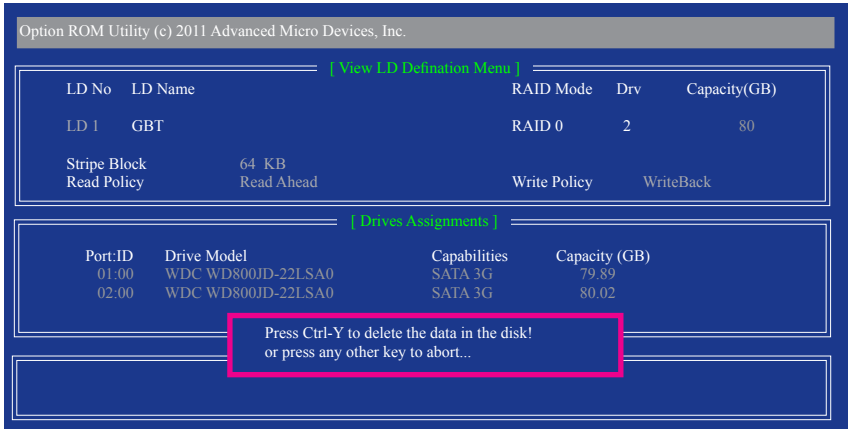 Option ROM Utility (c) 2011 Advanced Micro Devices, Inc.
[ View LD Defination Menu ]
LD No LD Name RAID Mode Drv Capacity(GB)
LD 1 GBT RAID 0 2 80
Stripe Block 64 KB
Read Policy Read Ahead Write Policy WriteBack
[ Drives Assignments ]
Port:ID Drive Model Capabilities Capacity (GB)
01:00 WDC WD800JD-22LSA0 SATA 3G 79.89
02:00 WDC WD800JD-22LSA0 SATA 3G 80.02
Press Ctrl-Y to delete the data in the disk!
or press any other key to abort...